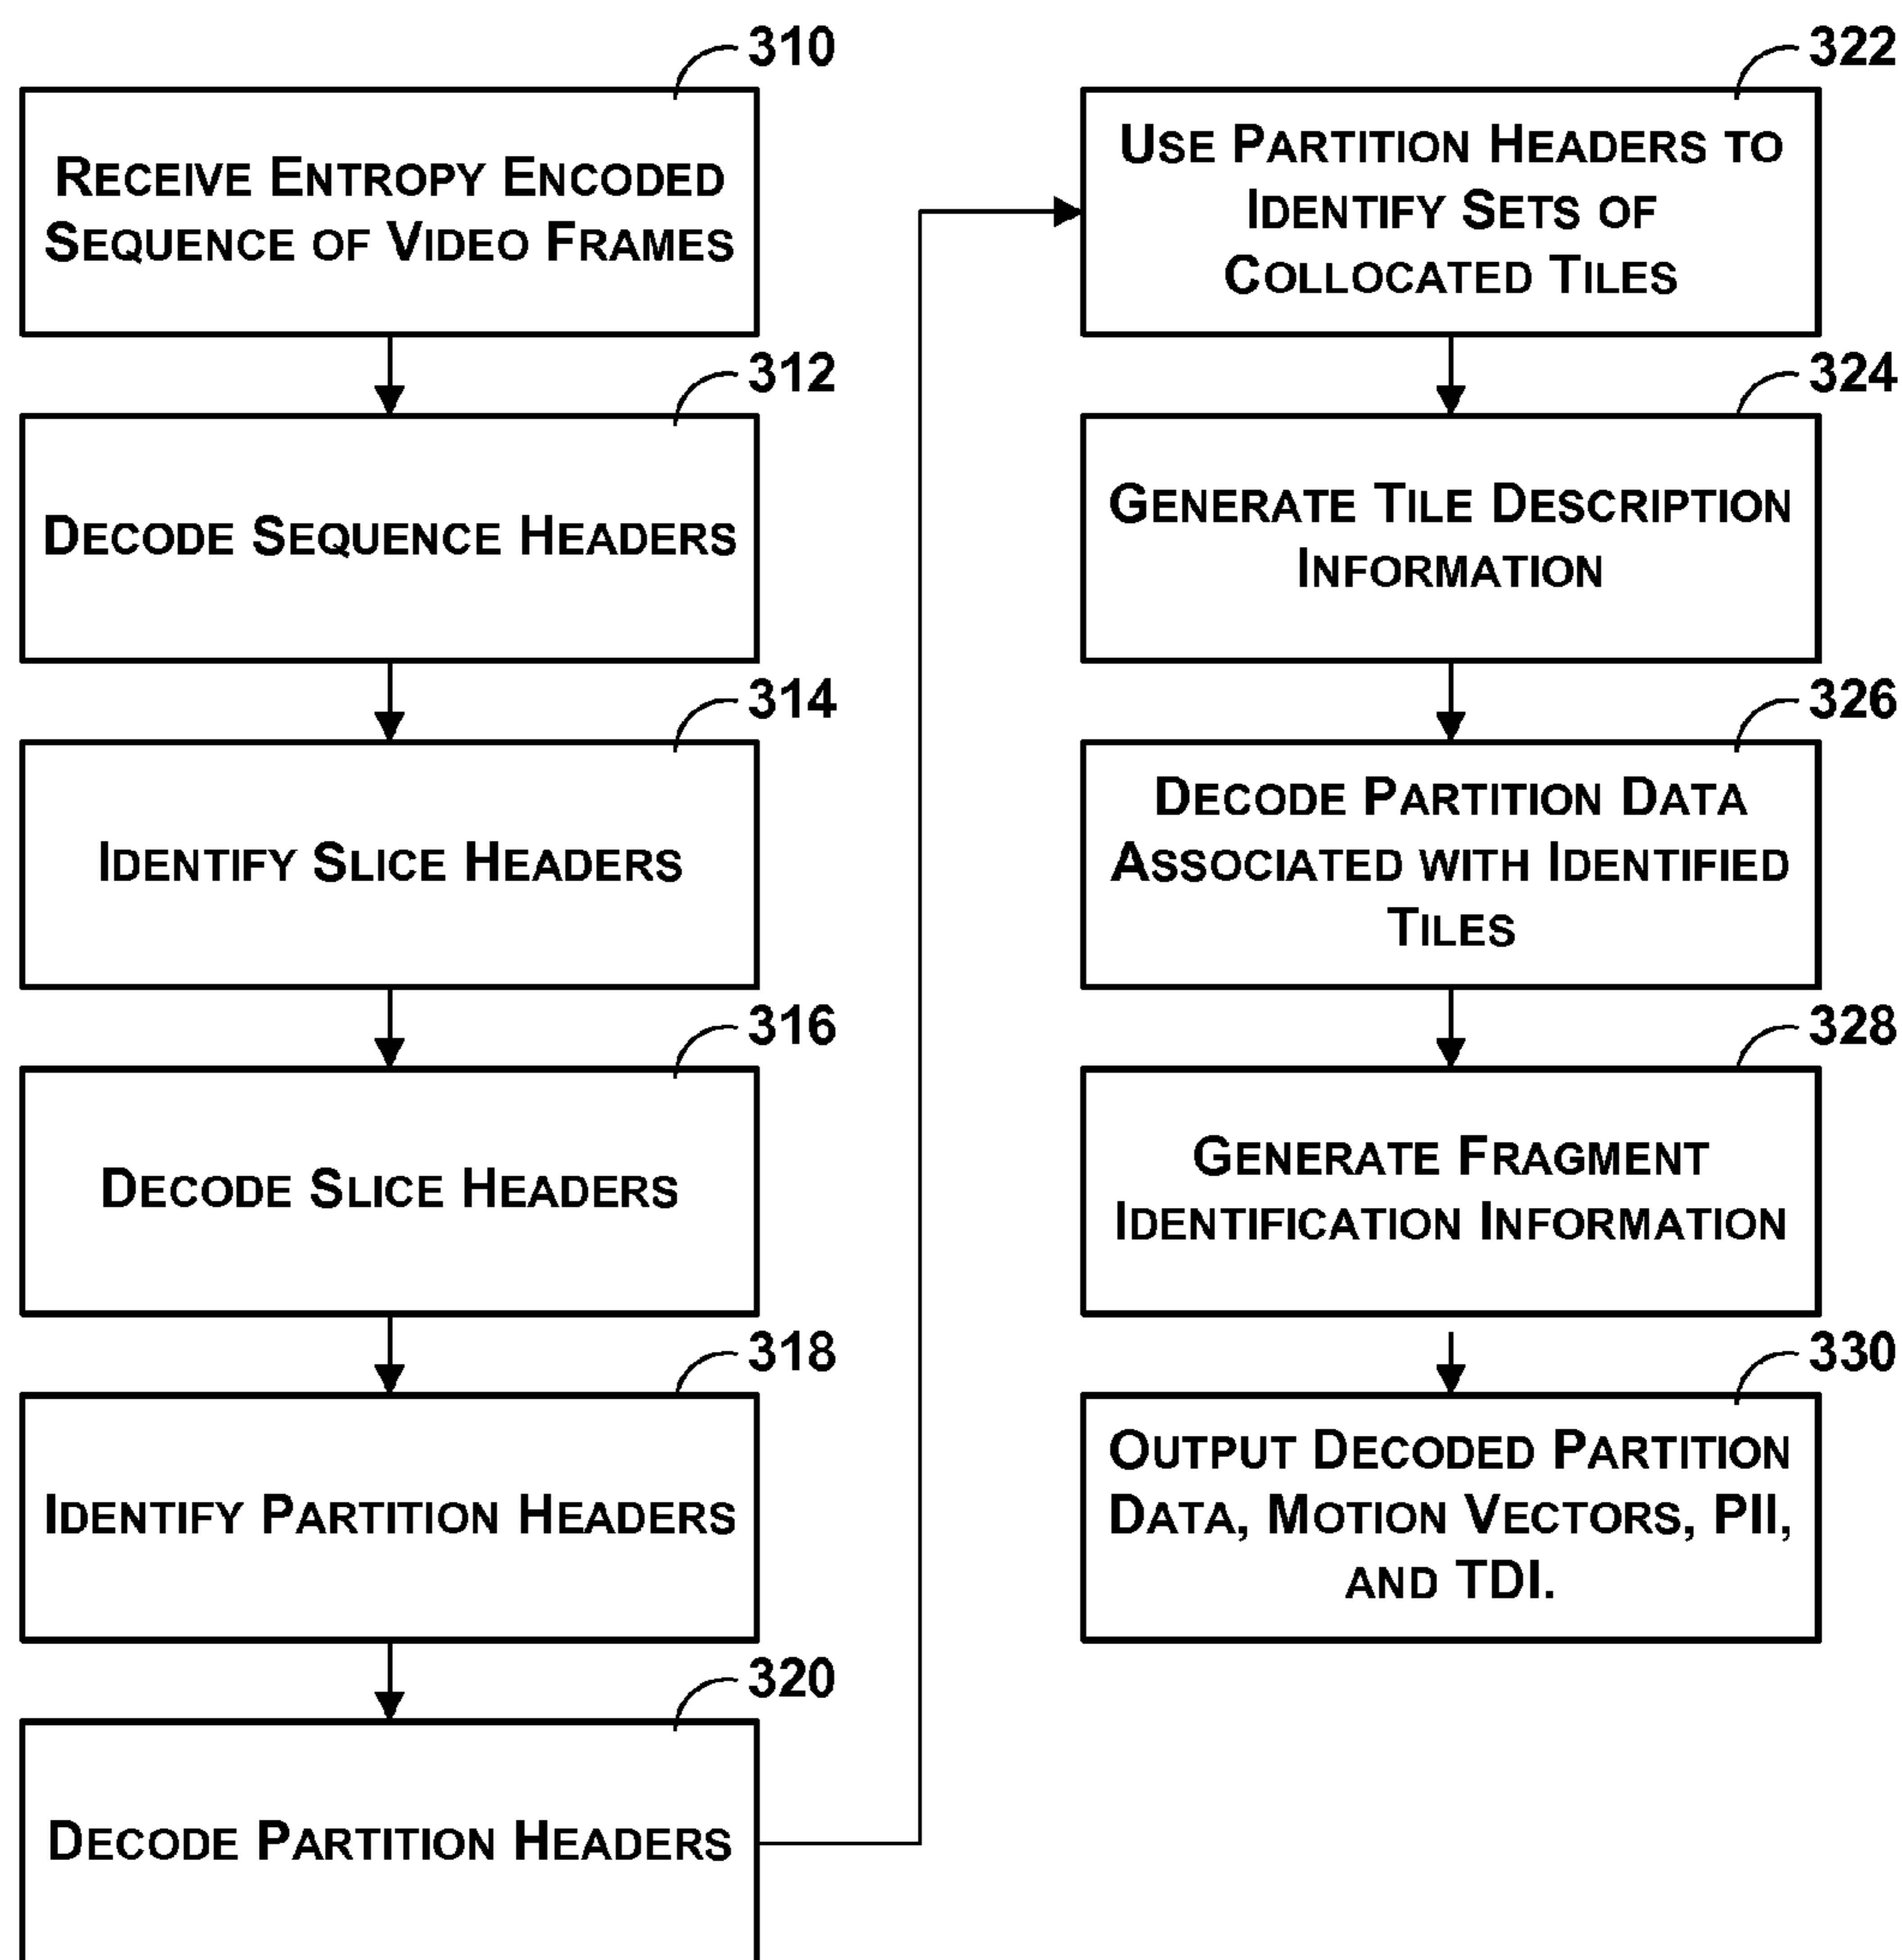 310
RECEIVE ENTROPY ENCODED
SEQUENCE OF VIDEO FRAMES
312
DECODE SEQUENCE HEADERS
314
IDENTIFY SLICE HEADERS
316
DECODE SLICE HEADERS
318
IDENTIFY PARTITION HEADERS
320
DECODE PARTITION HEADERS
322
USE PARTITION HEADERS TO
IDENTIFY SETS OF
COLLOCATED TILES
324
GENERATE TILE DESCRIPTION
INFORMATION
326
DECODE PARTITION DATA
ASSOCIATED WITH IDENTIFIED
TILES
328
GENERATE FRAGMENT
IDENTIFICATION INFORMATION
330
OUTPUT DECODED PARTITION
DATA, MOTION VECTORS, PII,
AND TDI.